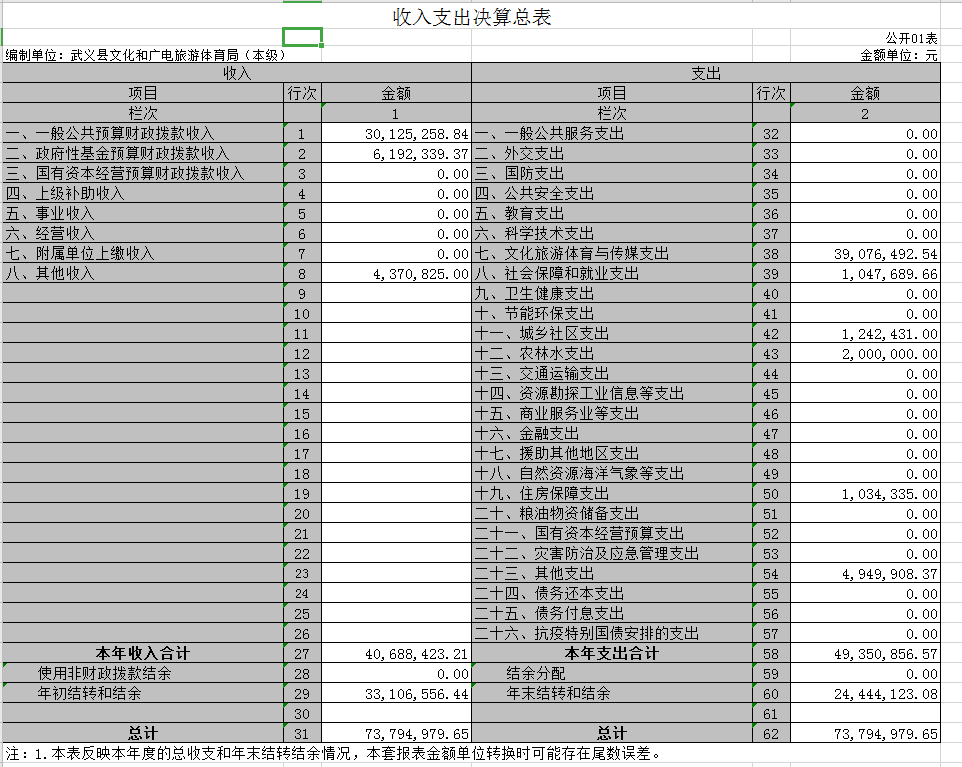 收入支出决算总表
公开01表
编制单位：武义县文化和广电旅游体育局（本级） 金额单位：元
收入 支出
项目 行次 金额 项目 行次 金额
栏次 1 栏次 2
一、一般公共预算财政拨款收入 1 30,125,258.84 一、一般公共服务支出 32 0.00
二、政府性基金预算财政拨款收入 2 6,192,339.37 二、外交支出 33 0.00
三、国有资本经营预算财政拨款收入 3 0.00 三、国防支出 34 0.00
四、上级补助收入 4 0.00 四、公共安全支出 35 0.00
五、事业收入 5 0.00 五、教育支出 36 0.00
六、经营收入 6 0.00 六、科学技术支出 37 0.00
七、附属单位上缴收入 7 0.00 七、文化旅游体育与传媒支出 38 39,076,492.54
八、其他收入 8 4,370,825.00 八、社会保障和就业支出 39 1,047,689.66
9 九、卫生健康支出 40 0.00
10 十、节能环保支出 41 0.00
11 十一、城乡社区支出 42 1,242,431.00
12 十二、农林水支出 43 2,000,000.00
13 十三、交通运输支出 44 0.00
14 十四、资源勘探工业信息等支出 45 0.00
15 十五、商业服务业等支出 46 0.00
16 十六、金融支出 47 0.00
17 十七、援助其他地区支出 48 0.00
18 十八、自然资源海洋气象等支出 49 0.00
19 十九、住房保障支出 50 1,034,335.00
20 二十、粮油物资储备支出 51 0.00
21 二十一、国有资本经营预算支出 52 0.00
22 二十二、灾害防治及应急管理支出 53 0.00
23 二十三、其他支出 54 4,949,908.37
24 二十四、债务还本支出 55 0.00
25 二十五、债务付息支出 56 0.00
26 二十六、抗疫特别国债安排的支出 57 0.00
本年收入合计 27 40,688,423.21 本年支出合计 58 49,350,856.57
使用非财政拨款结余 28 0.00 结余分配 59 0.00
年初结转和结余 29 33,106,556.44 年末结转和结余 60 24,444,123.08
30 61
总计 31 73,794,979.65 总计 62 73,794,979.65
注：1.本表反映本年度的总收支和年末结转结余情况，本套报表金额单位转换时可能存在尾数误差。